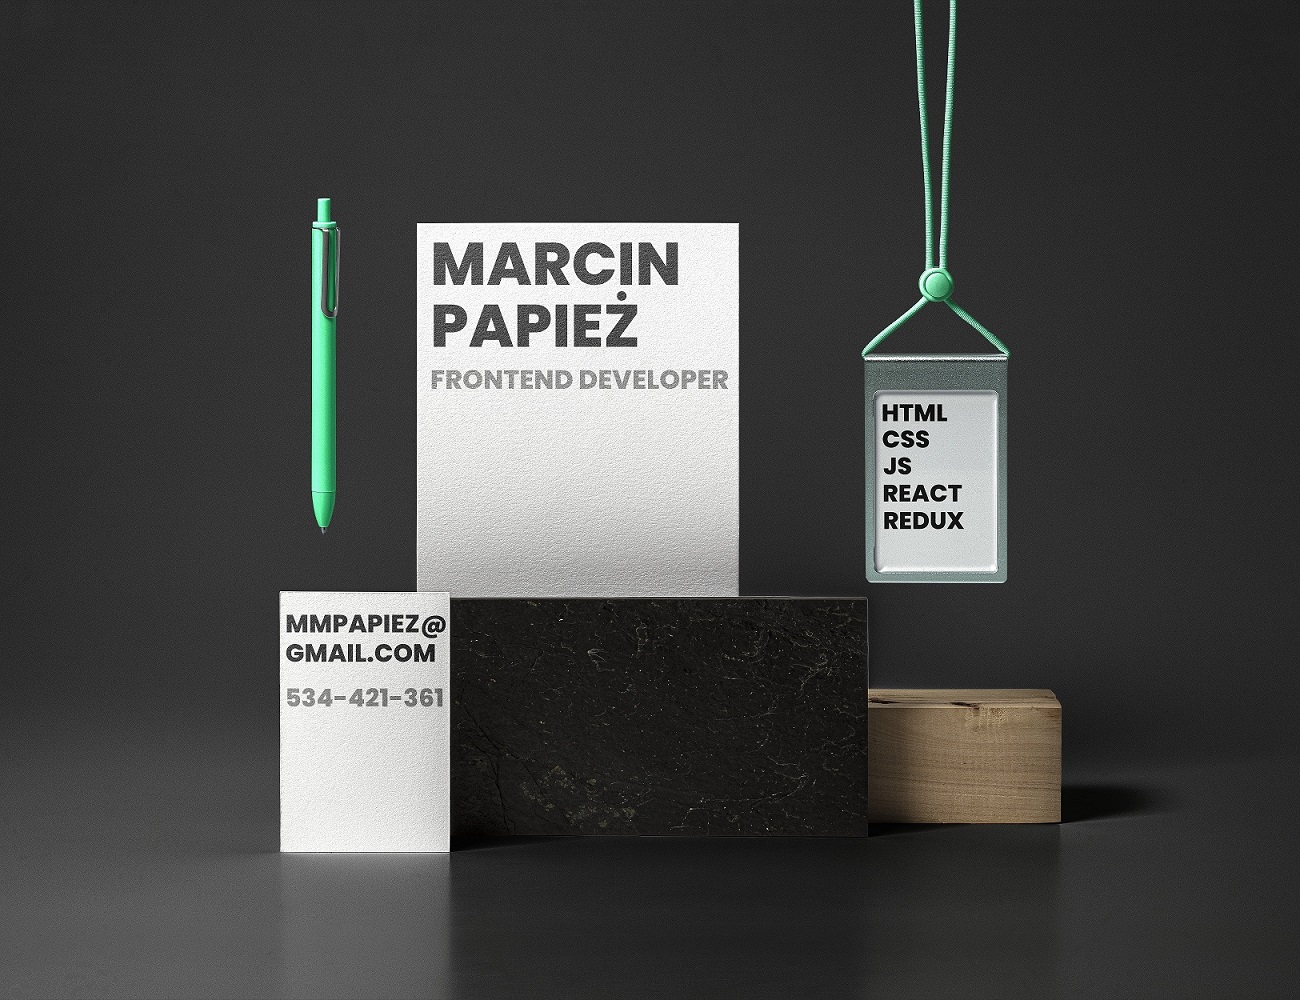 MARCIN
PAPIEŻ
FRONTEND DEVELOPER
HTML
CSS
JS
REACT
REDUX
MMPAPIEZ@
GMAIL.COM
534-421-361